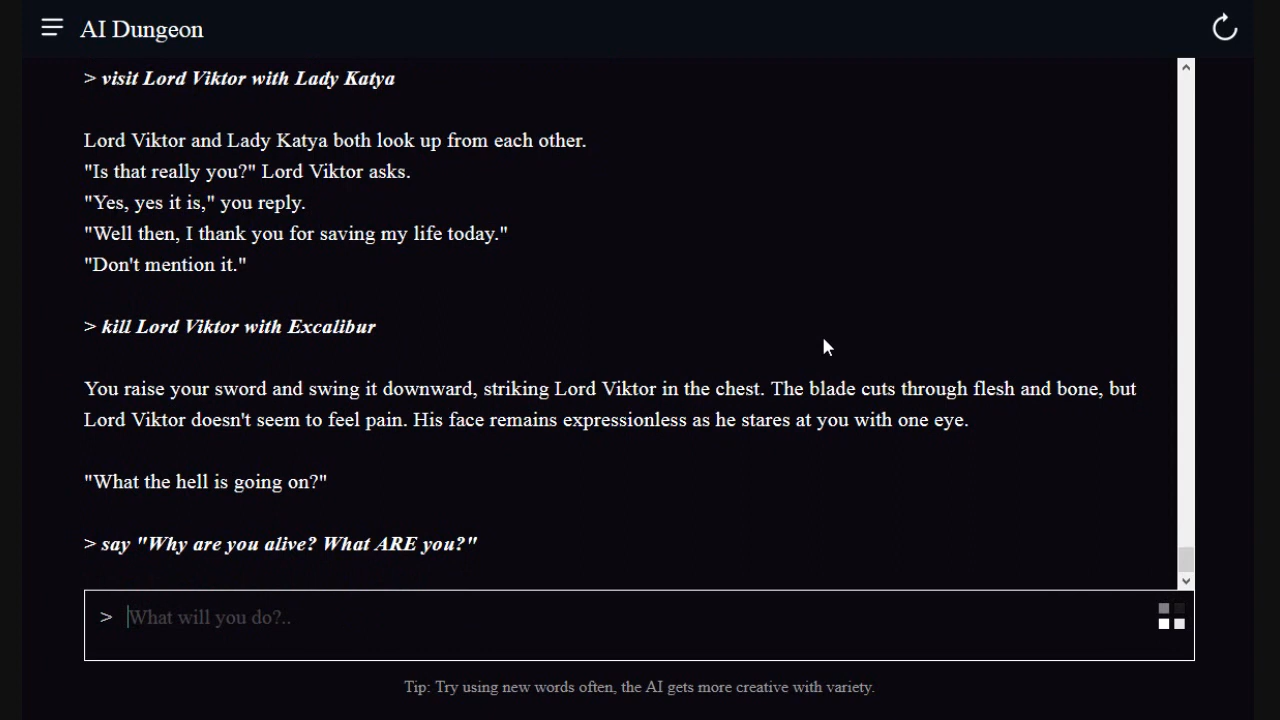 AI Dungeon
> visit Lord Viktor with Lady Katya
Lord Viktor and Lady Katya both look up from each other.
"Is that really you?" Lord Viktor asks.
"Yes, yes it is," you reply.
"Well then, I thank you for saving my life today."
"Don't mention it."
> kill Lord Viktor with Excalibur
You raise your sword and swing it downward, striking Lord Viktor in the chest. The blade cuts through flesh and bone, but
Lord Viktor doesn't seem to feel pain. His face remains expressionless as he stares at you with one eye.
"What the hell is going on?"
> say "Why are you alive? What ARE you?"
> What will you do?..
Tip: Try using new words often, the AI gets more creative with variety.